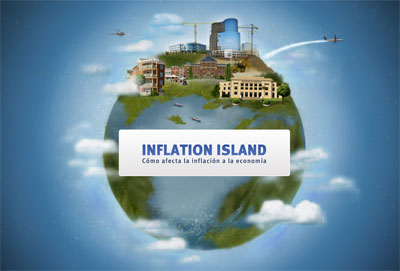 INFLATION ISLAND
Cómo afecta la inflación a la economía